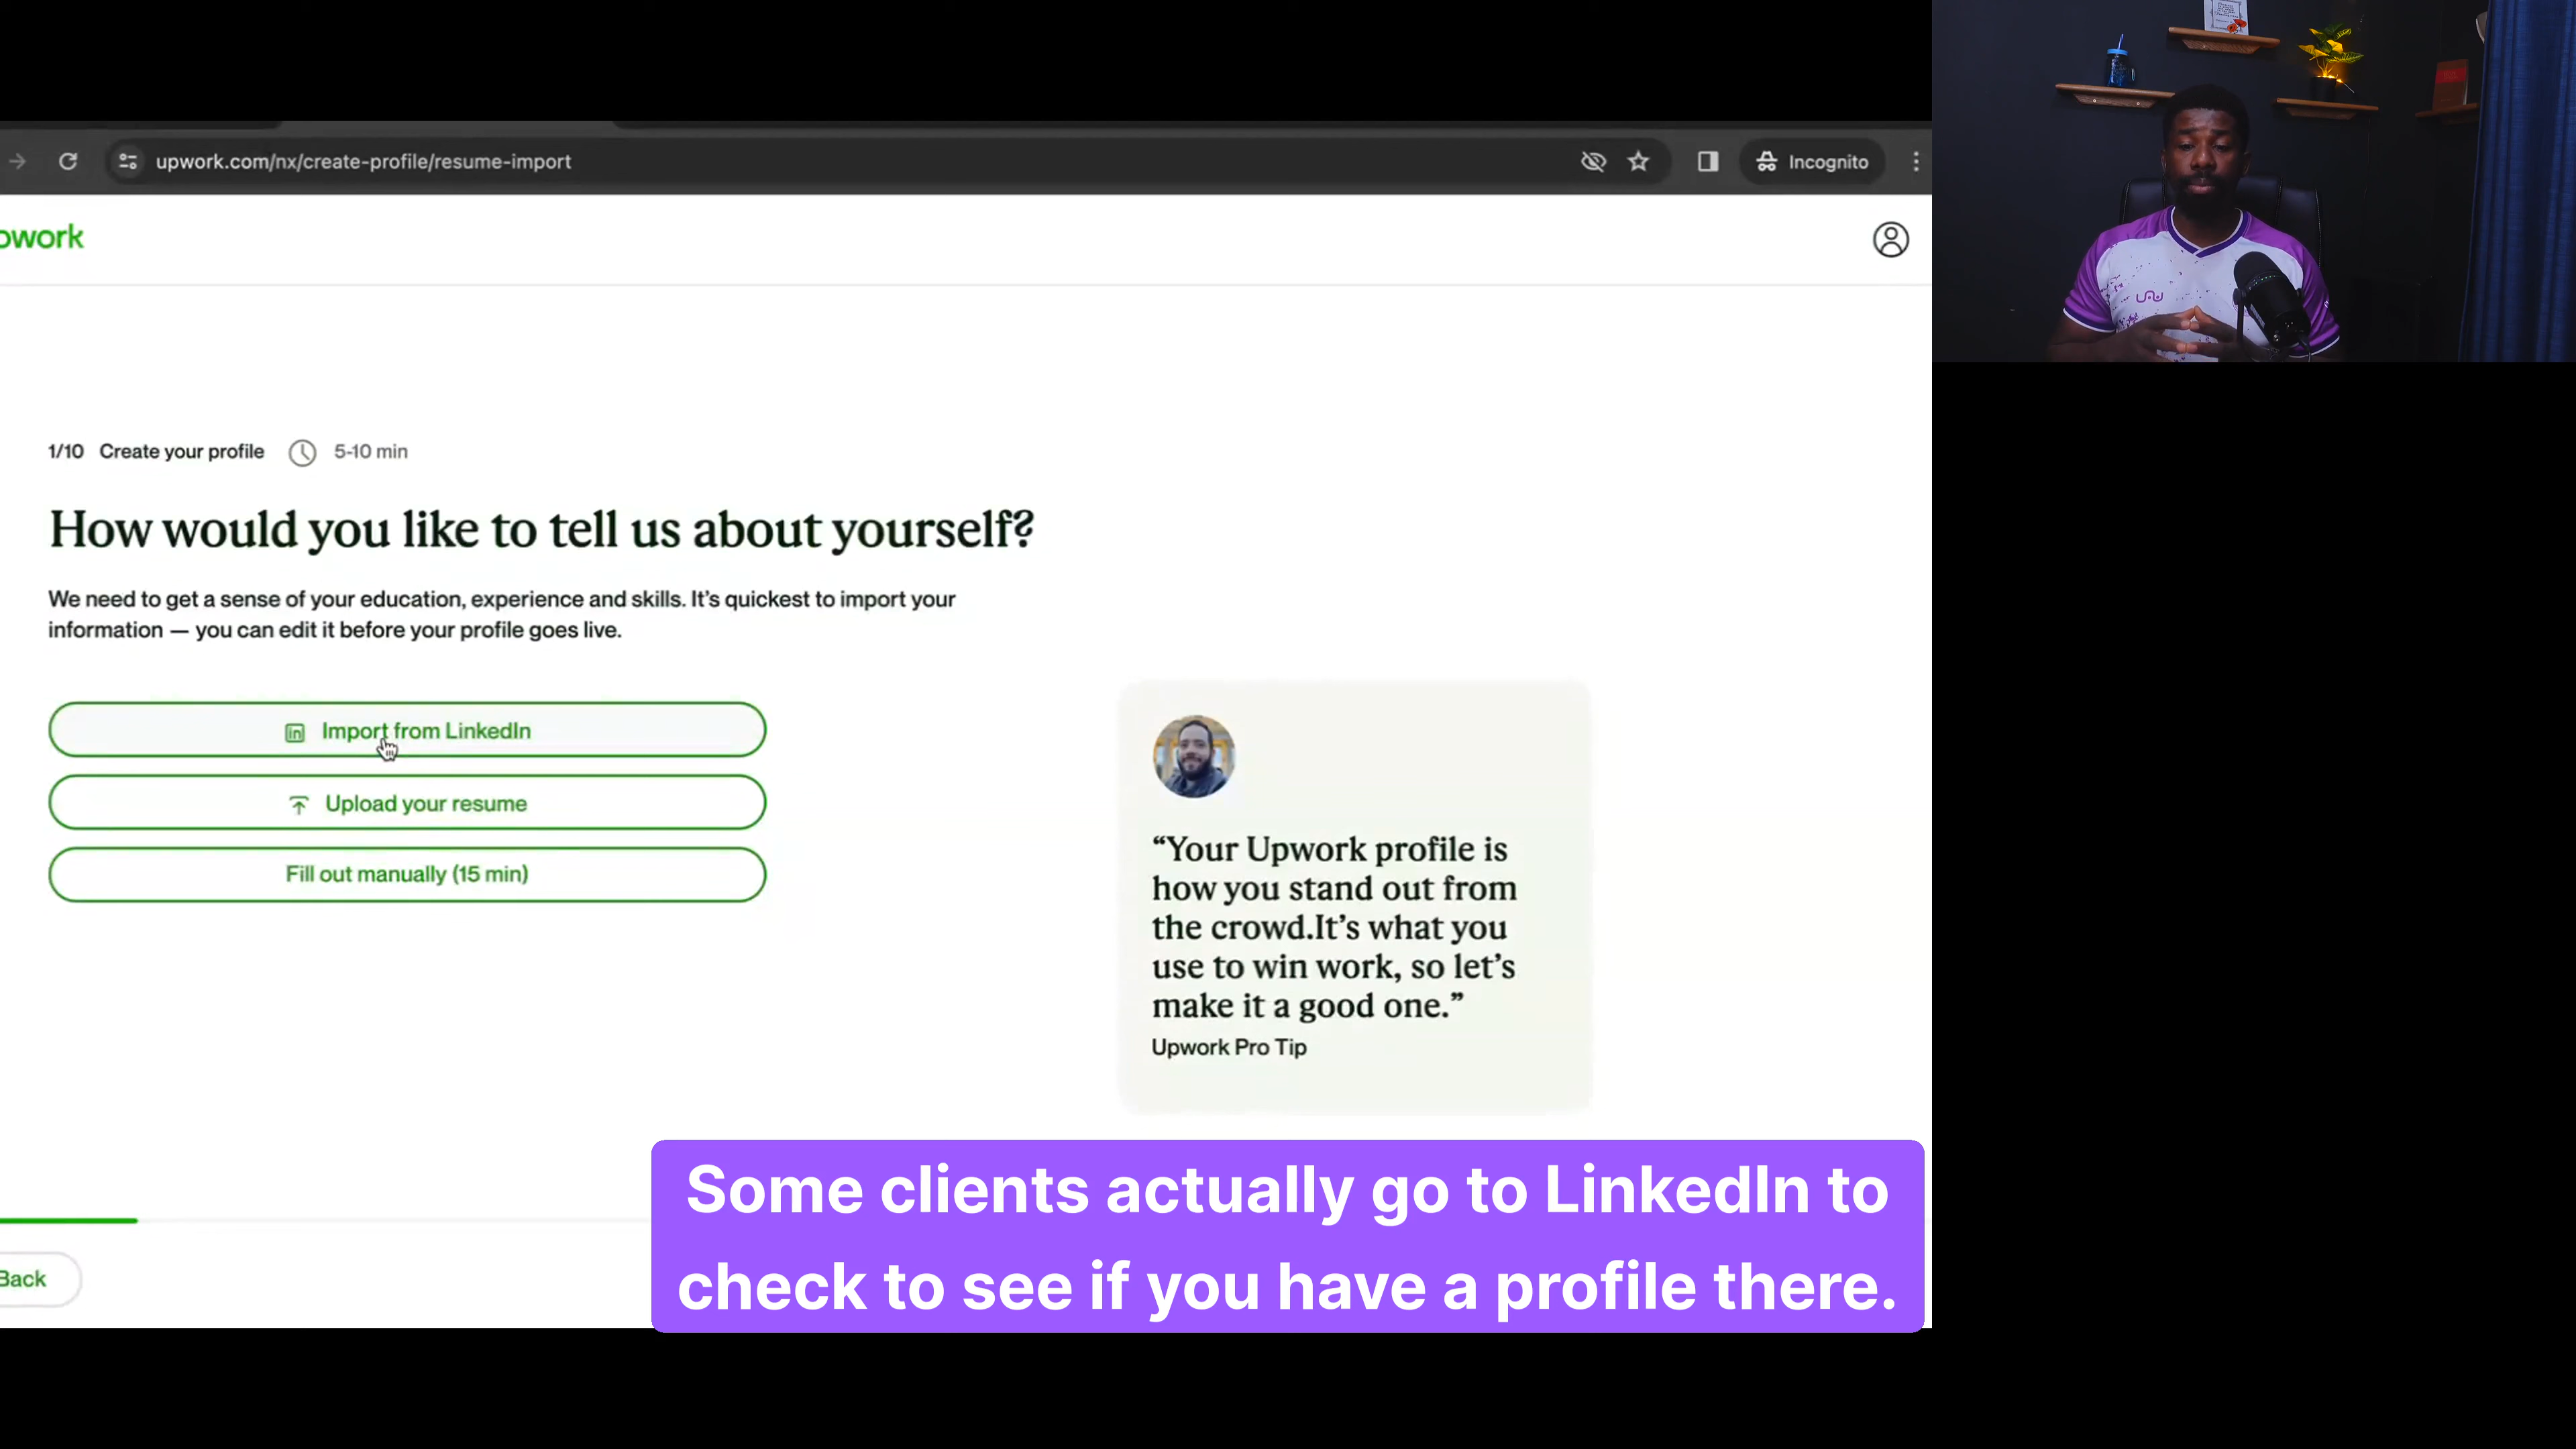 upwork.com/nx/create-profile/resume-import
Incognito
pwork
1/10 Create your profile 5-10 min
How would you like to tell us about yourself?
We need to get a sense of your education, experience and skills. It's quickest to import your
information — you can edit it before your profile goes live.
in Import from LinkedIn
Upload your resume
Fill out manually (15 min)
“Your Upwork profile is
how you stand out from
the crowd.It’s what you
use to win work, so let’s
make it a good one.”
Upwork Pro Tip
Back
Some clients actually go to LinkedIn to
check to see if you have a profile there.